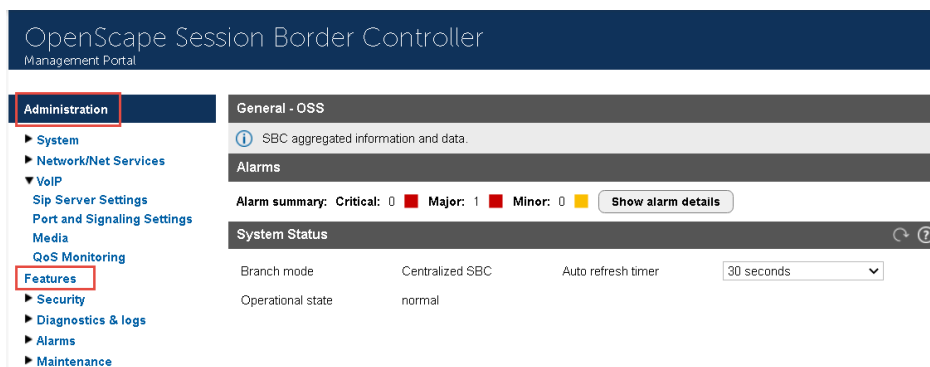 OpenScape Session Border Controller
Management Portal
Administration
System
Network/Net Services
VoIP
Sip Server Settings
Port and Signaling Settings
Media
QoS Monitoring
Features
Security
Diagnostics & logs
Alarms
Maintenance
General - OSS
SBC aggregated information and data.
Alarms
Alarm summary: Critical: 0 Major: 1 Minor: 0 Show alarm details
System Status
Branch mode Centralized SBC Auto refresh timer 30 seconds
Operational state normal